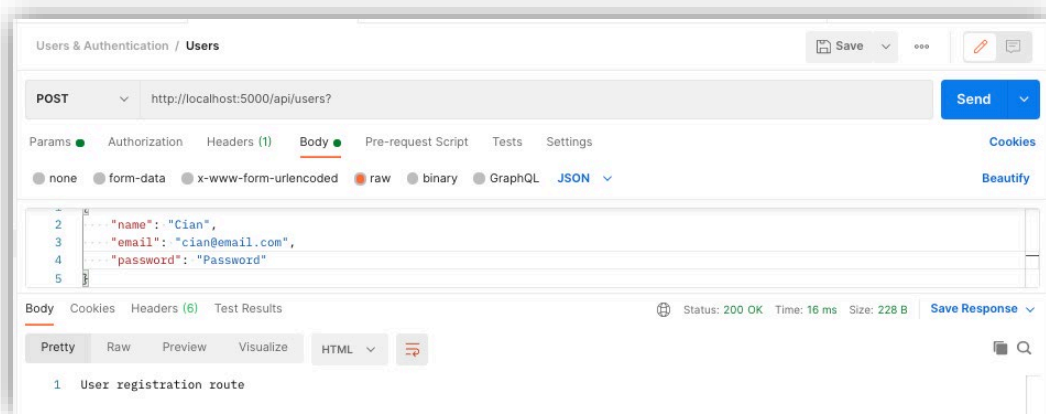 Users & Authentication / Users
Save
POST http://localhost:5000/api/users? Send
Params Authorization Headers (1) Body Pre-request Script Tests Settings Cookies
none form-data x-www-form-urlencoded raw binary GraphQL JSON Beautify
2 "name": "Cian",
3 "email": "cian@email.com",
4 "password": "Password"
5 }
Body Cookies Headers (6) Test Results Status: 200 OK Time: 16 ms Size: 228 B Save Response
Pretty Raw Preview Visualize HTML
1 User registration route